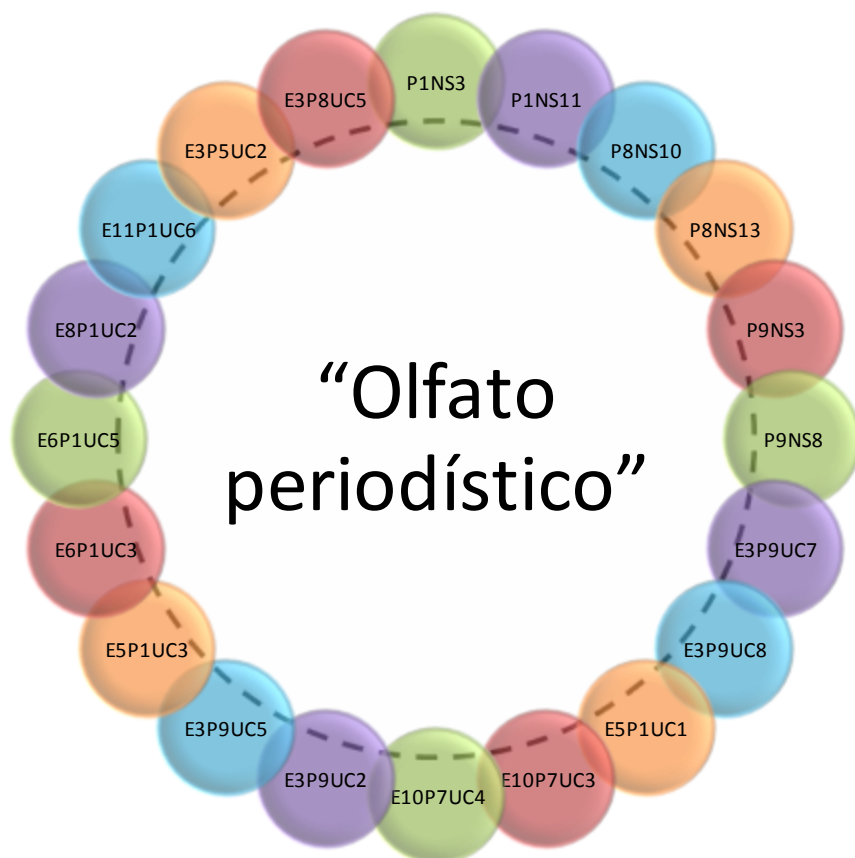 P1NS3
P1NS11
P8NS10
P8NS13
P9NS3
P9NS8
E3P9UC7
E3P9UC8
E5P1UC1
E10P7UC3
E10P7UC4
E3P9UC2
E3P9UC5
E5P1UC3
E6P1UC3
E6P1UC5
E8P1UC2
E11P1UC6
E3P5UC2
E3P8UC5
“Olfato
periodístico”